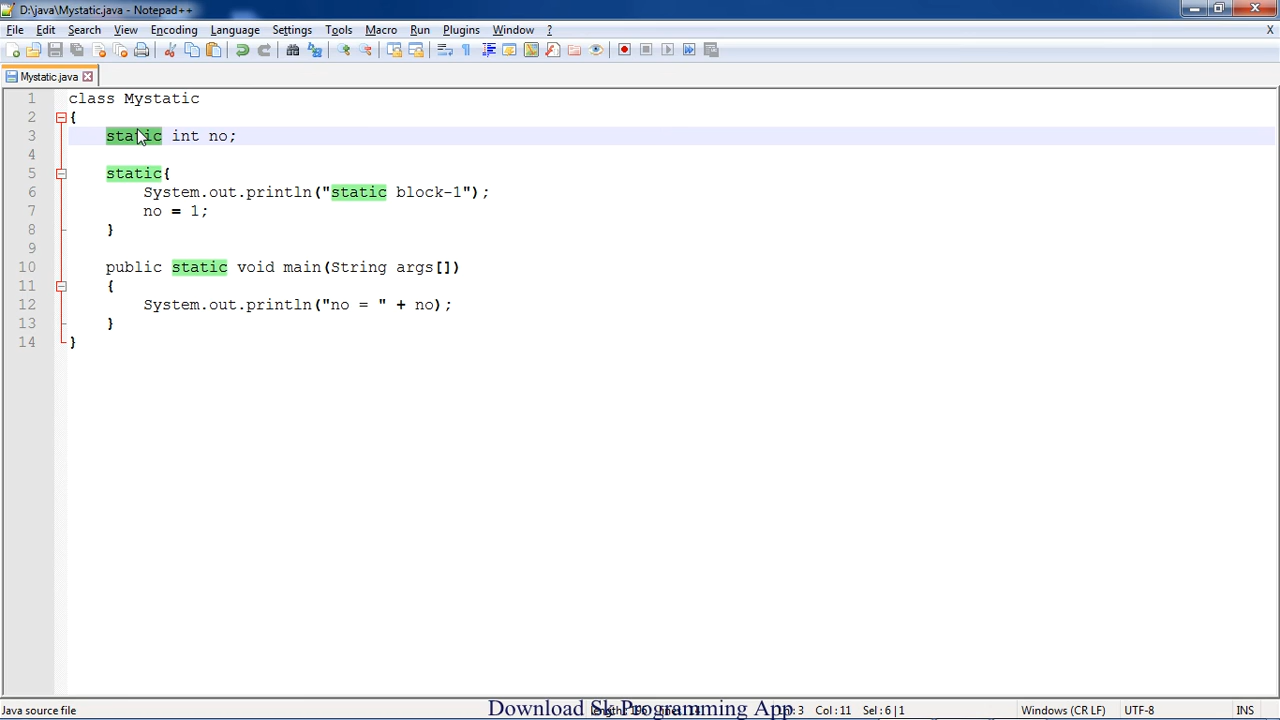 D:\java\Mystatic.java - Notepad++
File Edit Search View Encoding Language Settings Tools Macro Run Plugins Window ? X
Mystatic.java
1 class Mystatic
2 {
3 static int no;
4
5 static{
6 System.out.println("static block-1");
7 no = 1;
8 }
9
10 public static void main(String args[])
11 {
12 System.out.println("no = " + no);
13 }
14 }
Java source file Download Sk Programming App Col : 11 Sel : 6 | 1 Windows (CR LF) UTF-8 INS